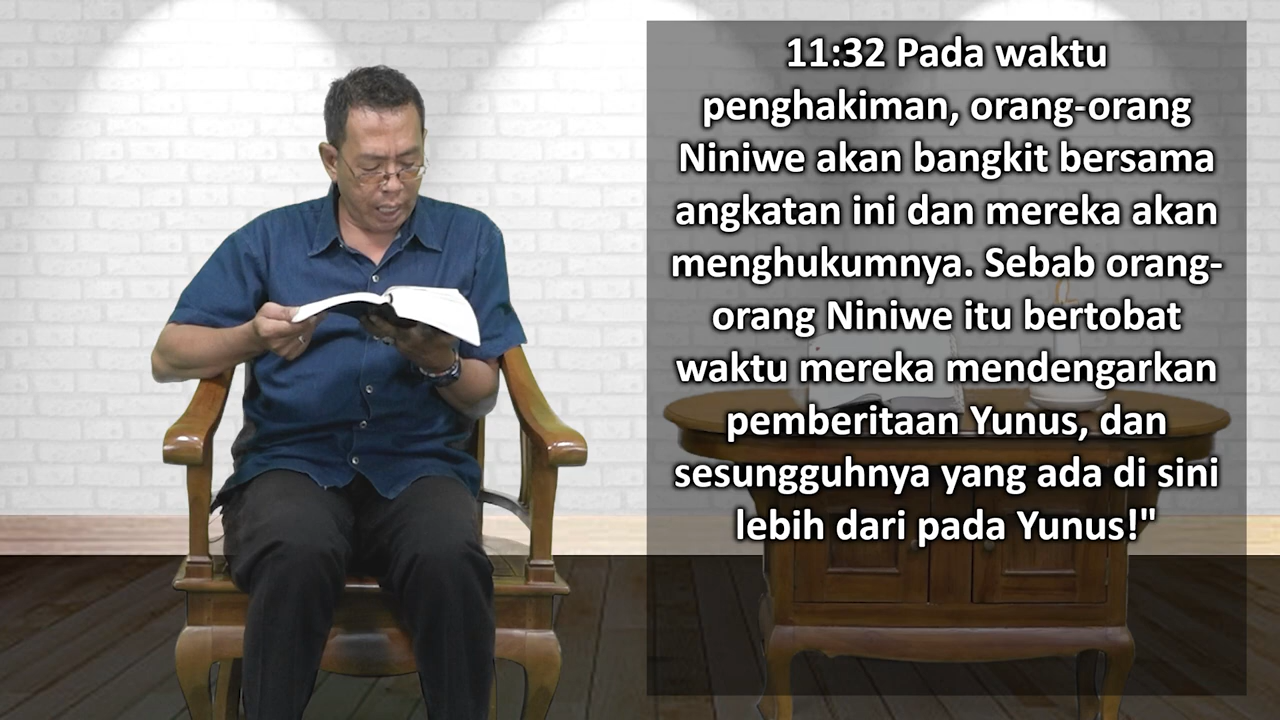 11:32 Pada waktu
penghakiman, orang-orang
Niniwe akan bangkit bersama
angkatan ini dan mereka akan
menghukumnya. Sebab orang-
orang Niniwe itu bertobat
waktu mereka mendengarkan
pemberitaan Yunus, dan
sesungguhnya yang ada di sini
lebih dari pada Yunus!"